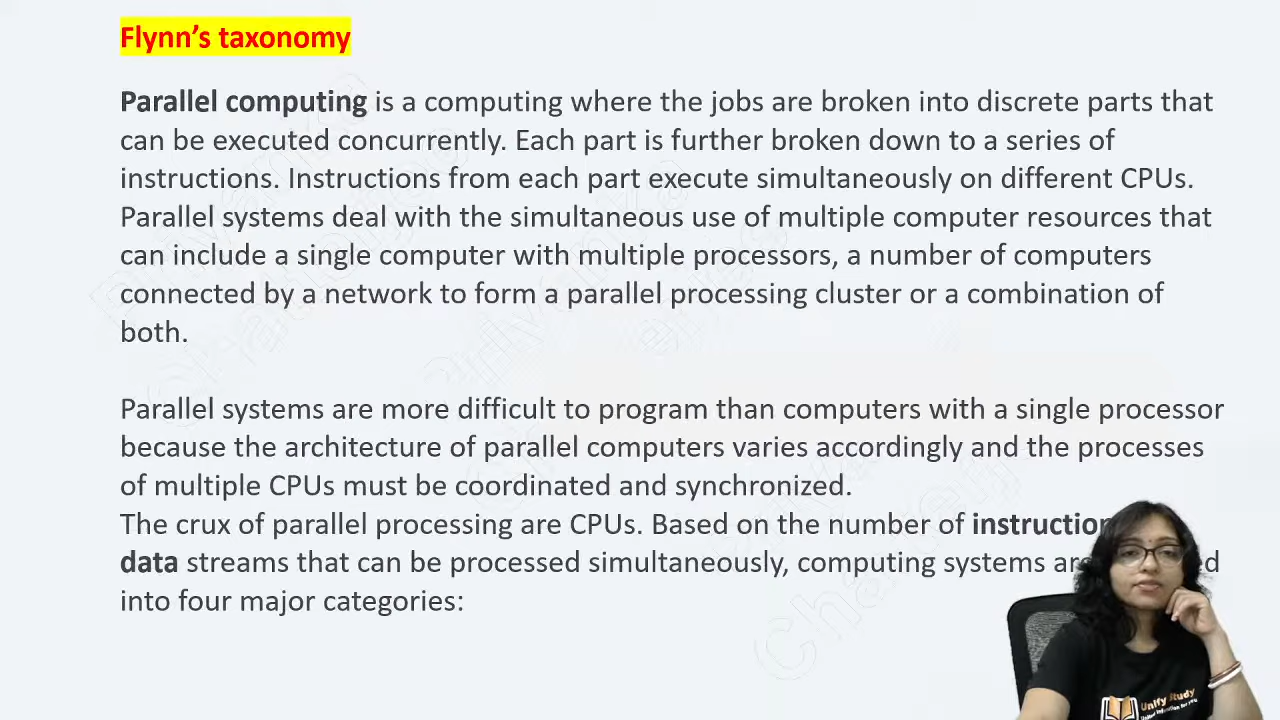 Flynn’s taxonomy
Parallel computing is a computing where the jobs are broken into discrete parts that
can be executed concurrently. Each part is further broken down to a series of
instructions. Instructions from each part execute simultaneously on different CPUs.
Parallel systems deal with the simultaneous use of multiple computer resources that
can include a single computer with multiple processors, a number of computers
connected by a network to form a parallel processing cluster or a combination of
both.
Parallel systems are more difficult to program than computers with a single processor
because the architecture of parallel computers varies accordingly and the processes
of multiple CPUs must be coordinated and synchronized.
The crux of parallel processing are CPUs. Based on the number of
data streams that can be processed simultaneously, computing systems
into four major categories:
Unify Study